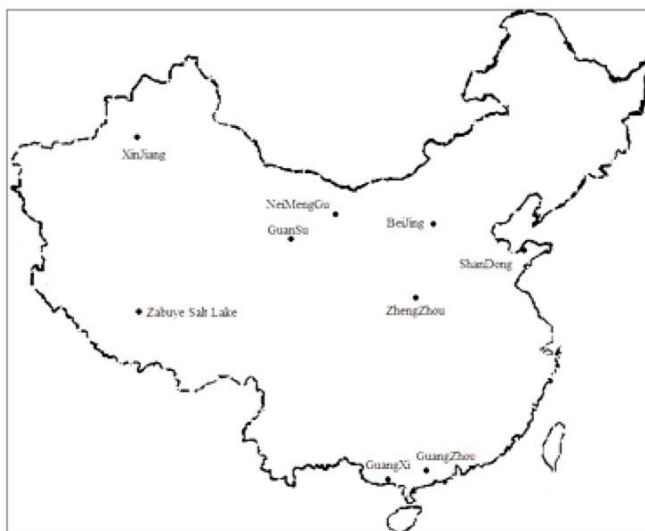 XinJiang
NeiMengGu
BeiJing
GuanSu
ShanDong
Zabuye Salt Lake
ZhengZhou
GuangZhou
GuangXi